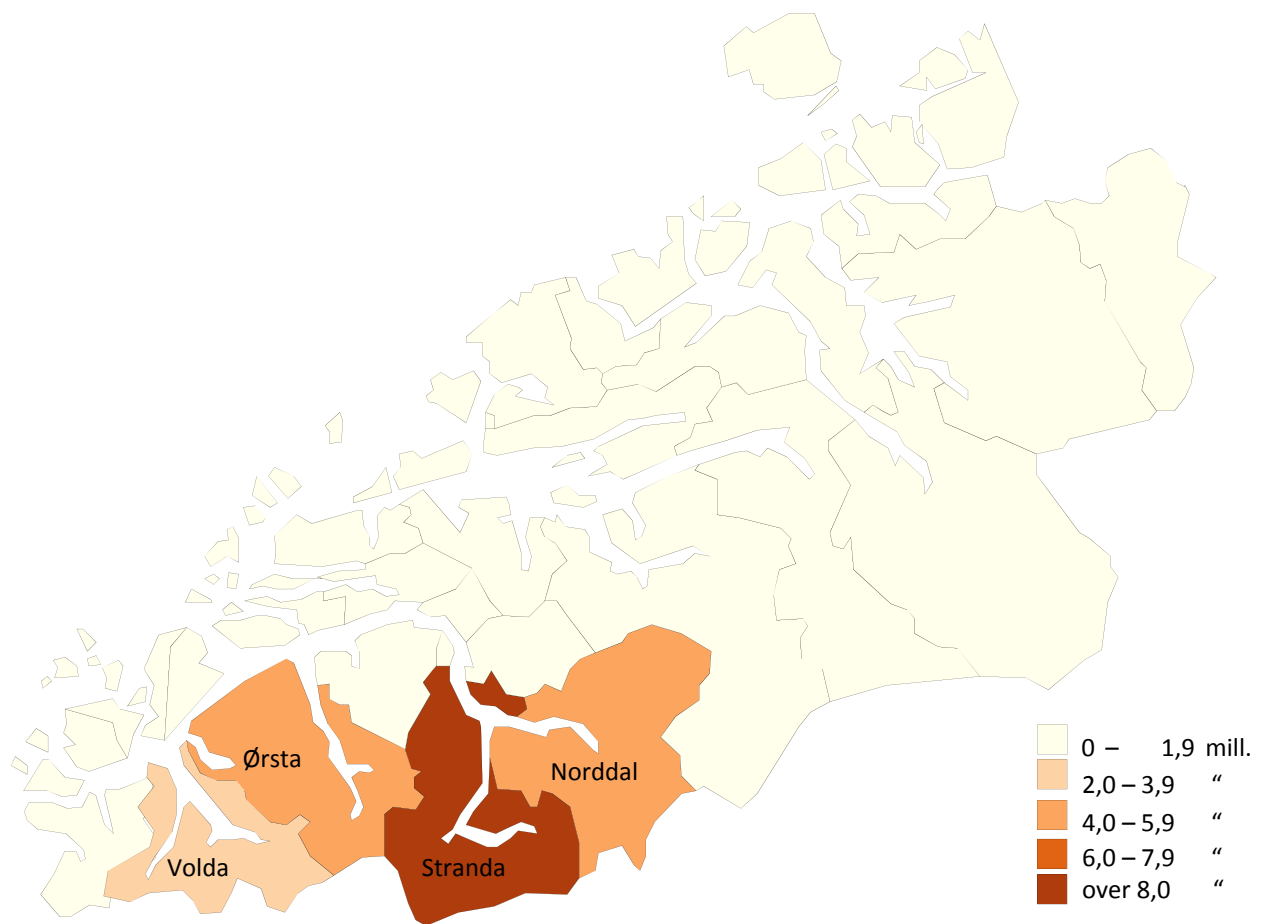 Ørsta
Norddal
Volda
Stranda
0 – 1,9 mill.
2,0 – 3,9 “
4,0 – 5,9 “
6,0 – 7,9 “
over 8,0 “